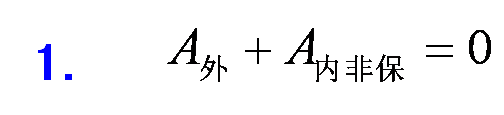 1. A外 + A内非保 = 0